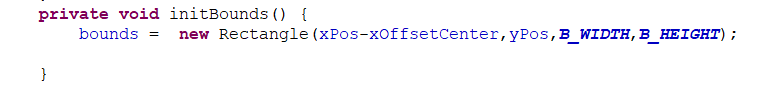 private void initBounds() {
    bounds =  new Rectangle(xPos-xOffsetCenter,yPos,B_WIDTH,B_HEIGHT);
}